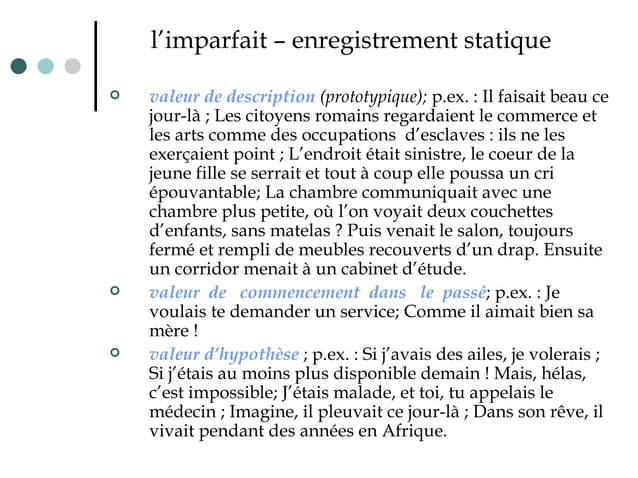 l’imparfait – enregistrement statique
valeur de description (prototypique); p.ex. : Il faisait beau ce
jour-là ; Les citoyens romains regardaient le commerce et
les arts comme des occupations d’esclaves : ils ne les
exerçaient point ; L’endroit était sinistre, le coeur de la
jeune fille se serrait et tout à coup elle poussa un cri
épouvantable; La chambre communiquait avec une
chambre plus petite, où l’on voyait deux couchettes
d’enfants, sans matelas ? Puis venait le salon, toujours
fermé et rempli de meubles recouverts d’un drap. Ensuite
un corridor menait à un cabinet d’étude.
valeur de commencement dans le passé; p.ex. : Je
voulais te demander un service; Comme il aimait bien sa
mère !
valeur d’hypothèse ; p.ex. : Si j’avais des ailes, je volerais ;
Si j’étais au moins plus disponible demain ! Mais, hélas,
c’est impossible; J’étais malade, et toi, tu appelais le
médecin ; Imagine, il pleuvait ce jour-là ; Dans son rêve, il
vivait pendant des années en Afrique.